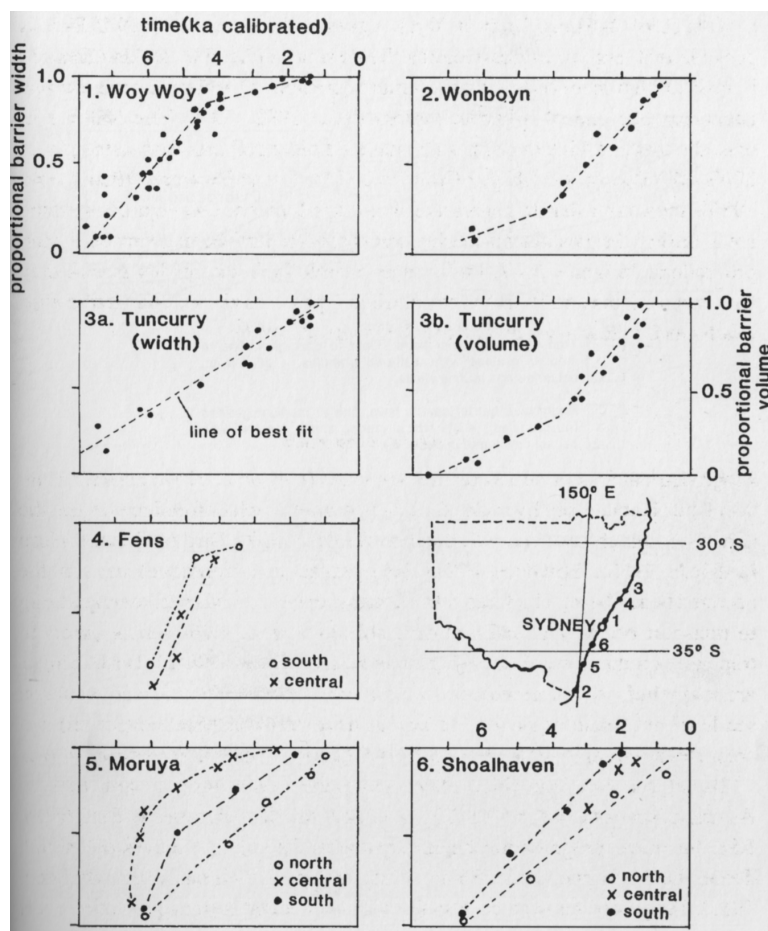 time(ka calibrated)
6 4 2 0
proportional barrier width
1.0
0.5
0
1. Woy Woy
2. Wonboyn
3a. Tuncurry
(width)
line of best fit
3b. Tuncurry
(volume)
1.0
0.5
0
proportional barrier
volume
4. Fens
south
central
150° E
30° S
SYDNEY
35° S
3
4
1
6
5
2
5. Moruya
north
central
south
6 4 2 0
6. Shoalhaven
north
central
south